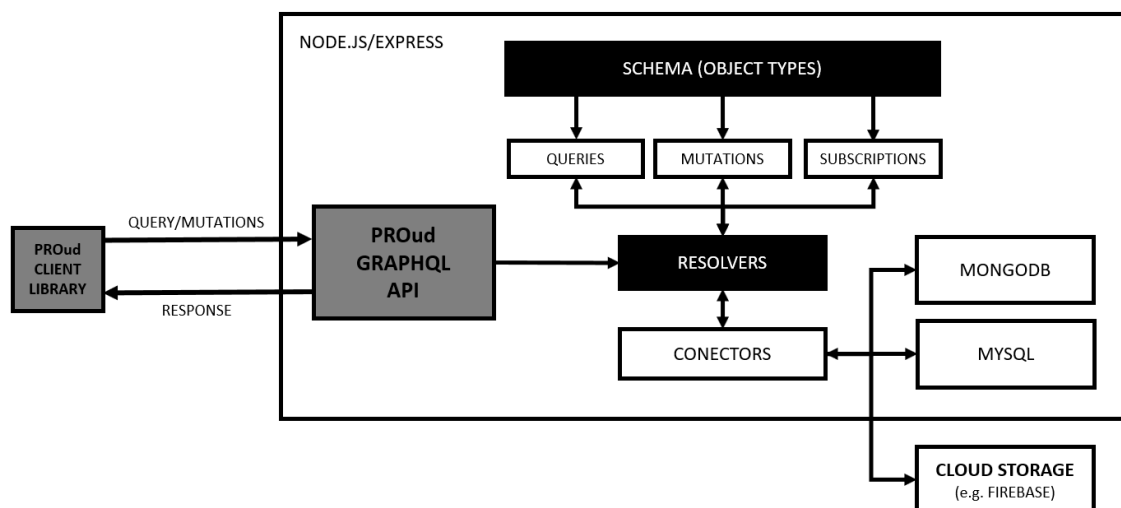 NODE.JS/EXPRESS
SCHEMA (OBJECT TYPES)
QUERIES
MUTATIONS
SUBSCRIPTIONS
QUERY/MUTATIONS
PROud
CLIENT
LIBRARY
RESPONSE
PROud
GRAPHQL
API
RESOLVERS
CONECTORS
MONGODB
MYSQL
CLOUD STORAGE
(e.g. FIREBASE)